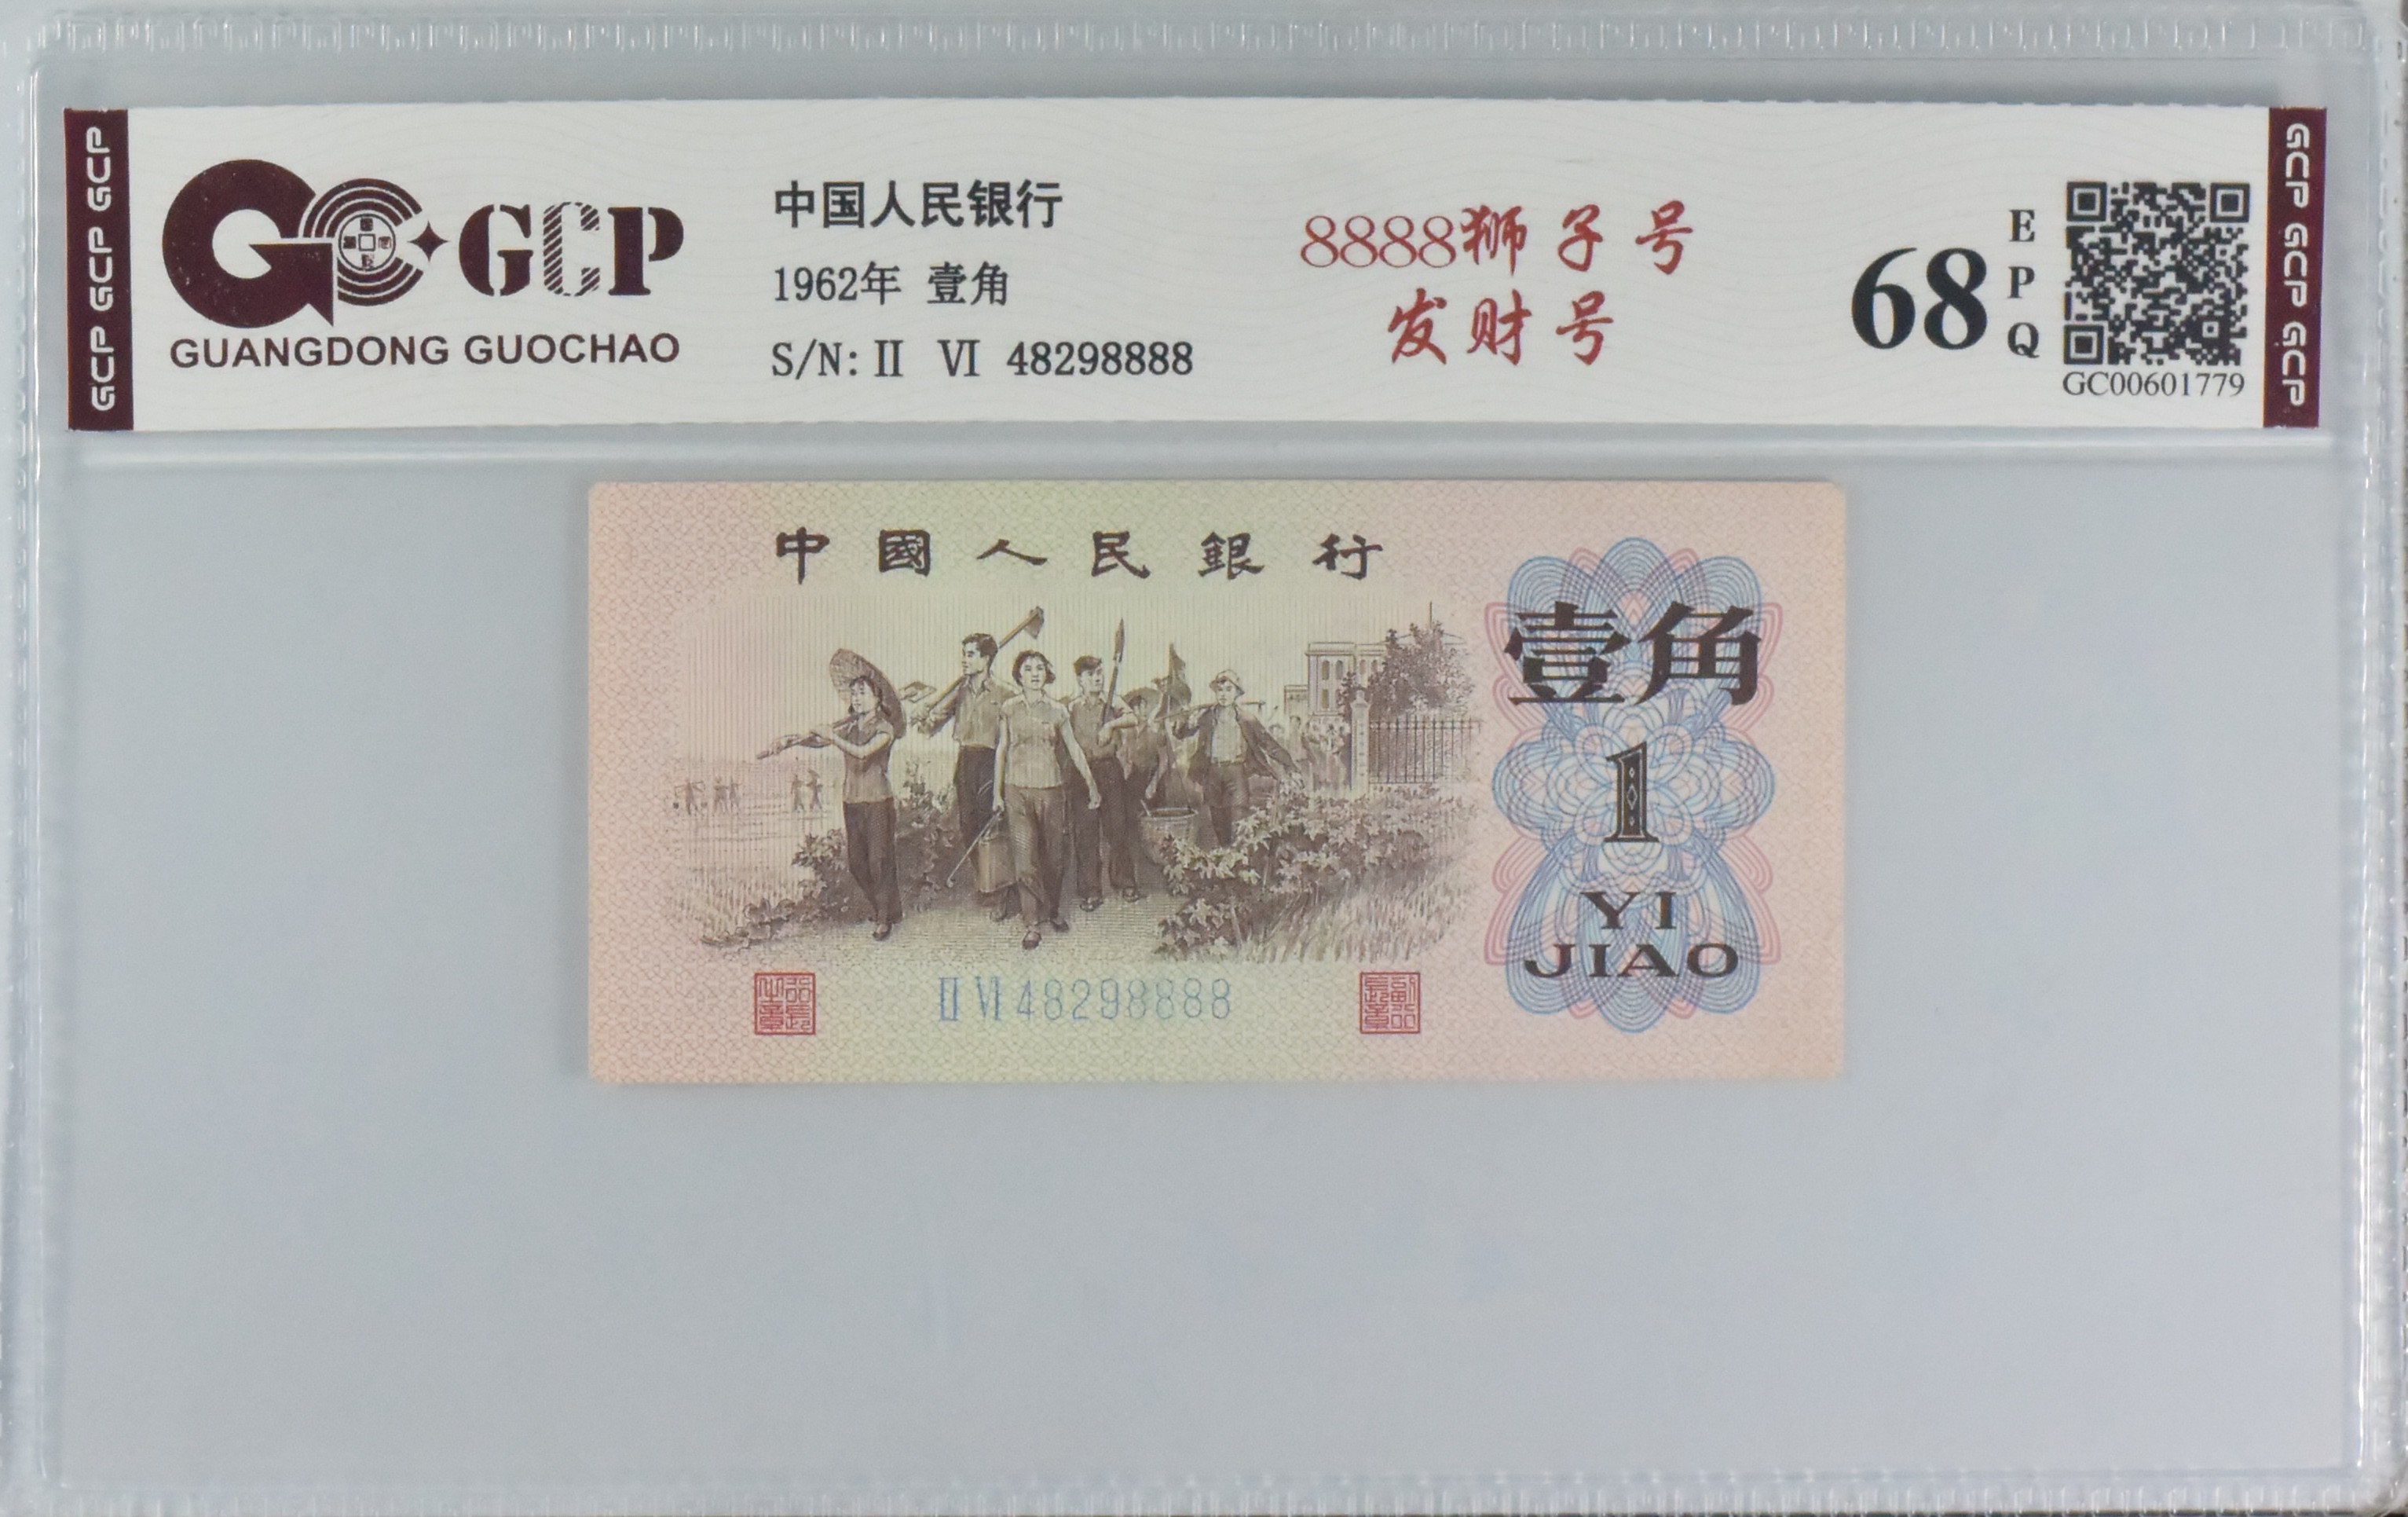 GCP GCP GCP
GCP
GUANGDONG GUOCHAO
中国人民银行
1962年 壹角
S/N: II VI 48298888
8888狮子号
发财号
68
E
P
Q
GC00601779
GCP GCP GCP
中國人民銀行
壹角
1
YI
JIAO
II VI 48298888